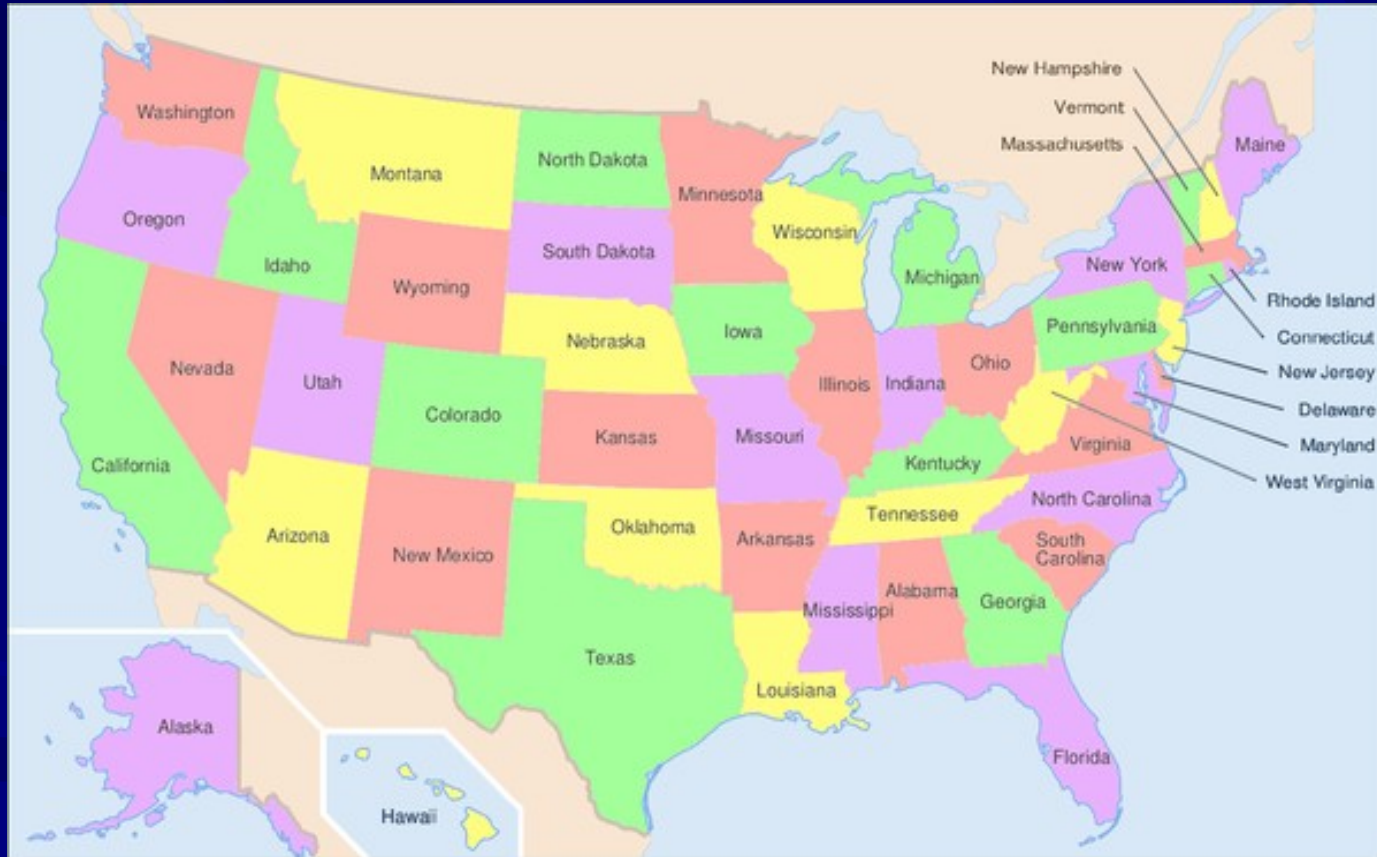 New Hampshire
Vermont
Massachusetts
Washington
Maine
Montana
North Dakota
Minnesota
Oregon
Wisconsin
South Dakota
Idaho
New York
Michigan
Wyoming
Rhode Island
Pennsylvania
Iowa
Connecticut
Nebraska
Nevada
Ohio
New Jersey
Utah
Illinois
Indiana
Delaware
Colorado
Kansas
Missouri
Virginia
Maryland
California
Kentucky
West Virginia
North Carolina
Tennessee
Oklahoma
Arizona
Arkansas
South
Carolina
New Mexico
Alabama
Georgia
Mississippi
Texas
Louisiana
Alaska
Florida
Hawaii